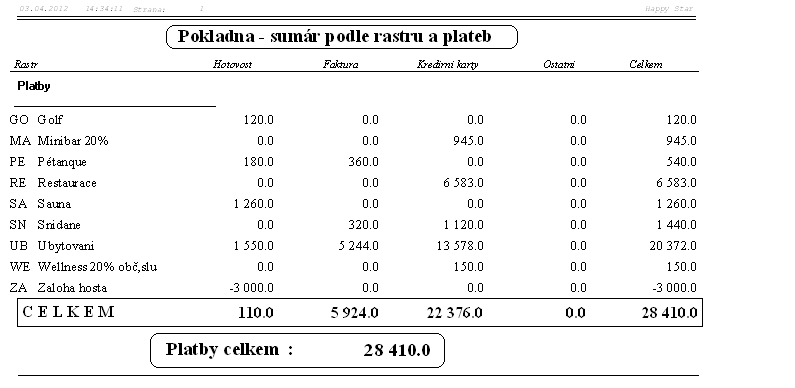 03.04.2012 14:34:11 Strana: 1 Happy Star
Pokladna - sumár podle rastru a plateb
Rastr Hotovost Faktura Kreditní karty Ostatní Celkem
Platby
GO Golf 120.0 0.0 0.0 0.0 120.0
MA Minibar 20% 0.0 0.0 945.0 0.0 945.0
PE Pétanque 180.0 360.0 0.0 0.0 540.0
RE Restaurace 0.0 0.0 6 583.0 0.0 6 583.0
SA Sauna 1 260.0 0.0 0.0 0.0 1 260.0
SN Snidane 0.0 320.0 1 120.0 0.0 1 440.0
UB Ubytovani 1 550.0 5 244.0 13 578.0 0.0 20 372.0
WE Wellness 20% obč,slu 0.0 0.0 150.0 0.0 150.0
ZA Zaloha hosta -3 000.0 0.0 0.0 0.0 -3 000.0
C E L K E M 110.0 5 924.0 22 376.0 0.0 28 410.0
Platby celkem : 28 410.0